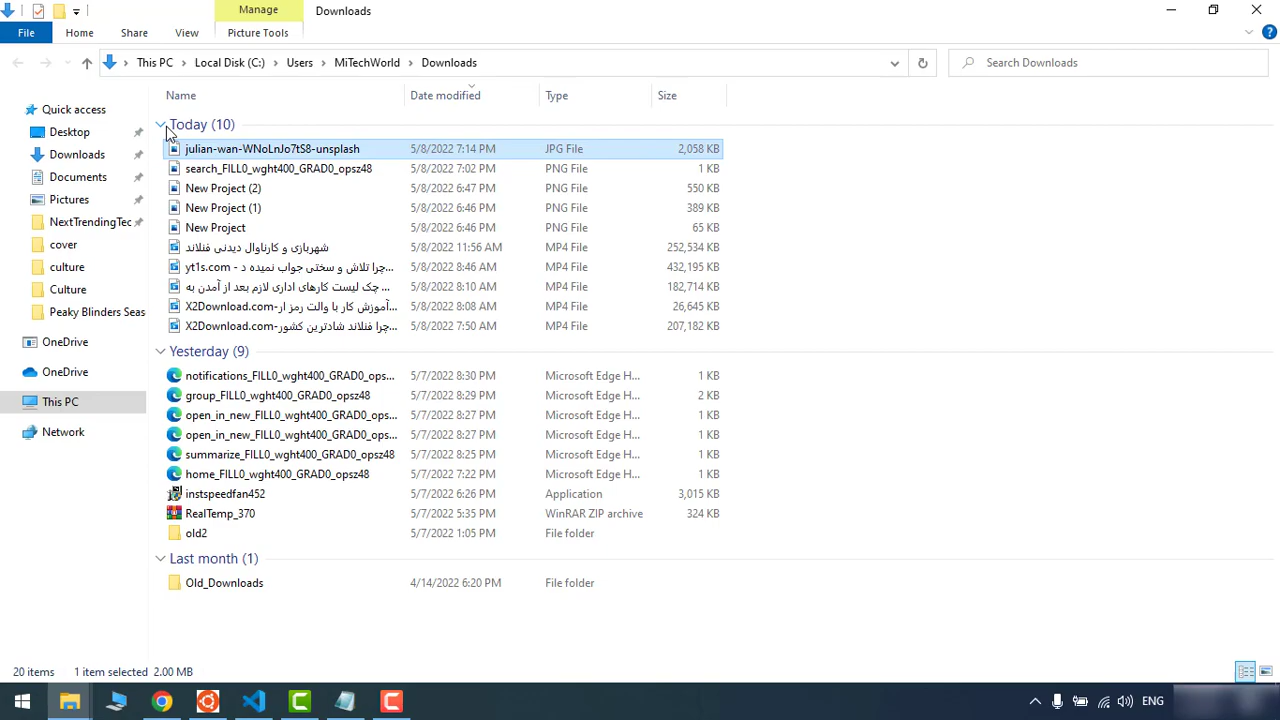 Manage
Downloads
File
Home
Share
View
Picture Tools
This PC
Local Disk (C:)
Users
MiTechWorld
Downloads
Search Downloads
Name
Date modified
Type
Size
Quick access
Desktop
Downloads
Documents
Pictures
NextTrendingTec
cover
culture
Culture
Peaky Blinders Seas
OneDrive
OneDrive
This PC
Network
Today (10)
julian-wan-WNoLnJo7tS8-unsplash 5/8/2022 7:14 PM JPG File 2,058 KB
search_FILL0_wght400_GRAD0_opsz48 5/8/2022 7:02 PM PNG File 1 KB
New Project (2) 5/8/2022 6:47 PM PNG File 550 KB
New Project (1) 5/8/2022 6:46 PM PNG File 389 KB
New Project 5/8/2022 6:46 PM PNG File 65 KB
شهربازی و کارناوال دیدنی فنلاند 5/8/2022 11:56 AM MP4 File 252,534 KB
yt1s.com - چرا تلاش و سختی جواب نمیده د... 5/8/2022 8:46 AM MP4 File 432,195 KB
چک لیست کارهای اداری لازم بعد از آمدن به ... 5/8/2022 8:10 AM MP4 File 182,714 KB
X2Download.com-آموزش کار با والت رمز ار... 5/8/2022 8:08 AM MP4 File 26,645 KB
X2Download.com-چرا فنلاند شادترین کشور... 5/8/2022 7:50 AM MP4 File 207,182 KB
Yesterday (9)
notifications_FILL0_wght400_GRAD0_ops... 5/7/2022 8:30 PM Microsoft Edge H... 1 KB
group_FILL0_wght400_GRAD0_opsz48 5/7/2022 8:29 PM Microsoft Edge H... 2 KB
open_in_new_FILL0_wght400_GRAD0_ops... 5/7/2022 8:27 PM Microsoft Edge H... 1 KB
open_in_new_FILL0_wght400_GRAD0_ops... 5/7/2022 8:27 PM Microsoft Edge H... 1 KB
summarize_FILL0_wght400_GRAD0_opsz48 5/7/2022 8:25 PM Microsoft Edge H... 1 KB
home_FILL0_wght400_GRAD0_opsz48 5/7/2022 7:22 PM Microsoft Edge H... 1 KB
instspeedfan452 5/7/2022 6:26 PM Application 3,015 KB
RealTemp_370 5/7/2022 5:35 PM WinRAR ZIP archive 324 KB
old2 5/7/2022 1:05 PM File folder
Last month (1)
Old_Downloads 4/14/2022 6:20 PM File folder
20 items 1 item selected 2.00 MB
ENG